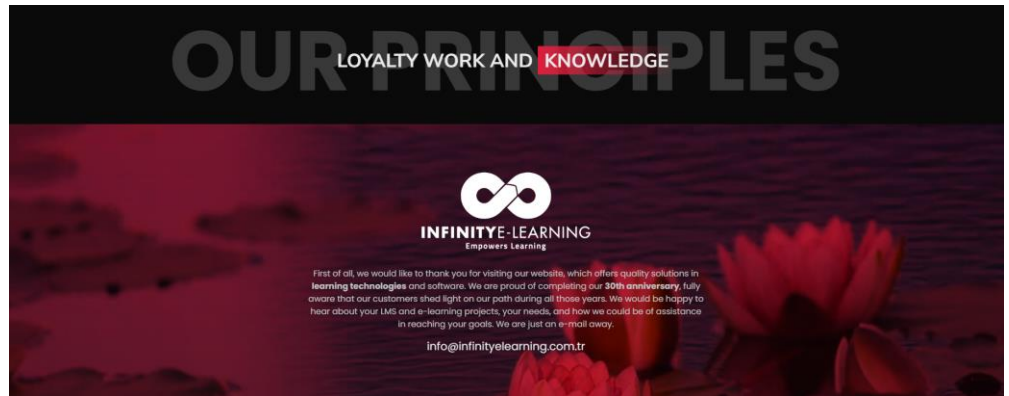 OUR PRINCIPLES
LOYALTY WORK AND KNOWLEDGE
INFINITYE-LEARNING
Empowers Learning
First of all, we would like to thank you for visiting our website, which offers quality solutions in
learning technologies and software. We are proud of completing our 30th anniversary, fully
aware that our customers shed light on our path during all those years. We would be happy to
hear about your LMS and e-learning projects, your needs, and how we could be of assistance
in reaching your goals. We are just an e-mail away.
info@infinityelearning.com.tr